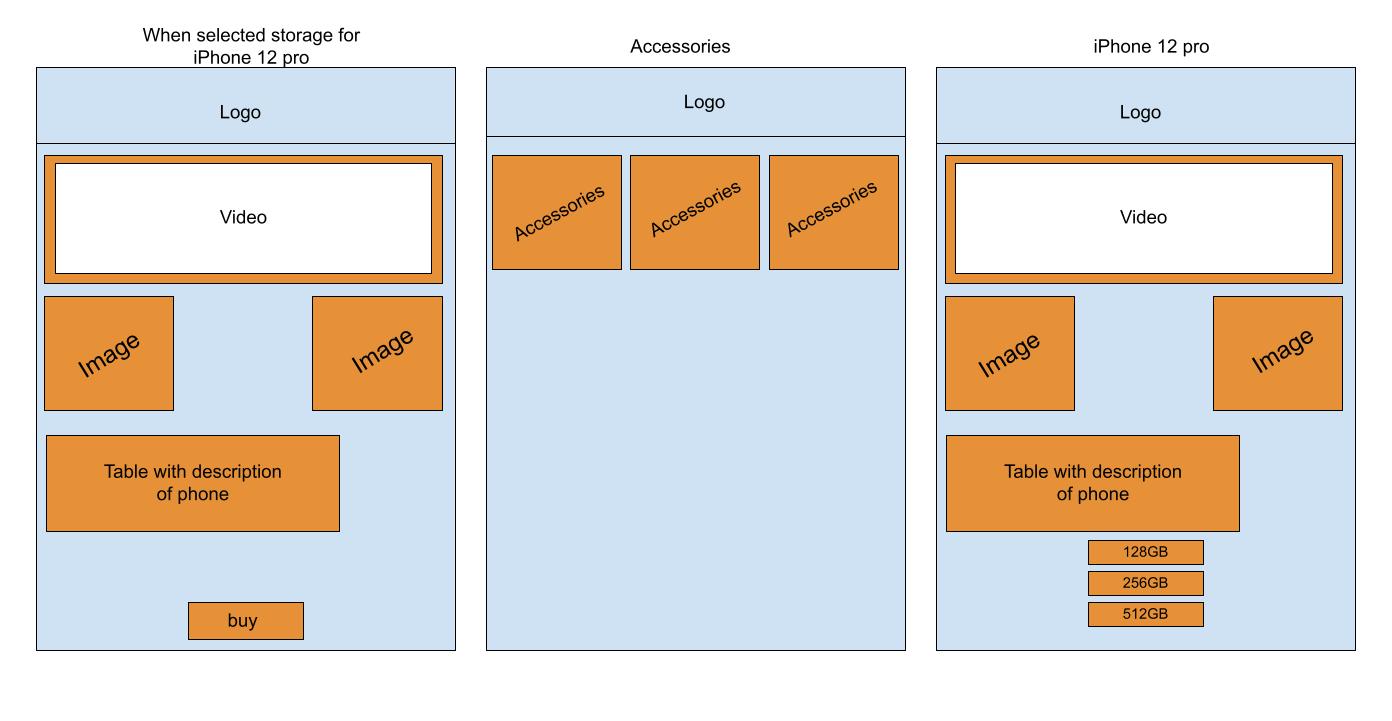 When selected storage for
iPhone 12 pro
Logo
Video
Image
Image
Table with description
of phone
buy
Accessories
Logo
Accessories
Accessories
Accessories
iPhone 12 pro
Logo
Video
Image
Image
Table with description
of phone
128GB
256GB
512GB